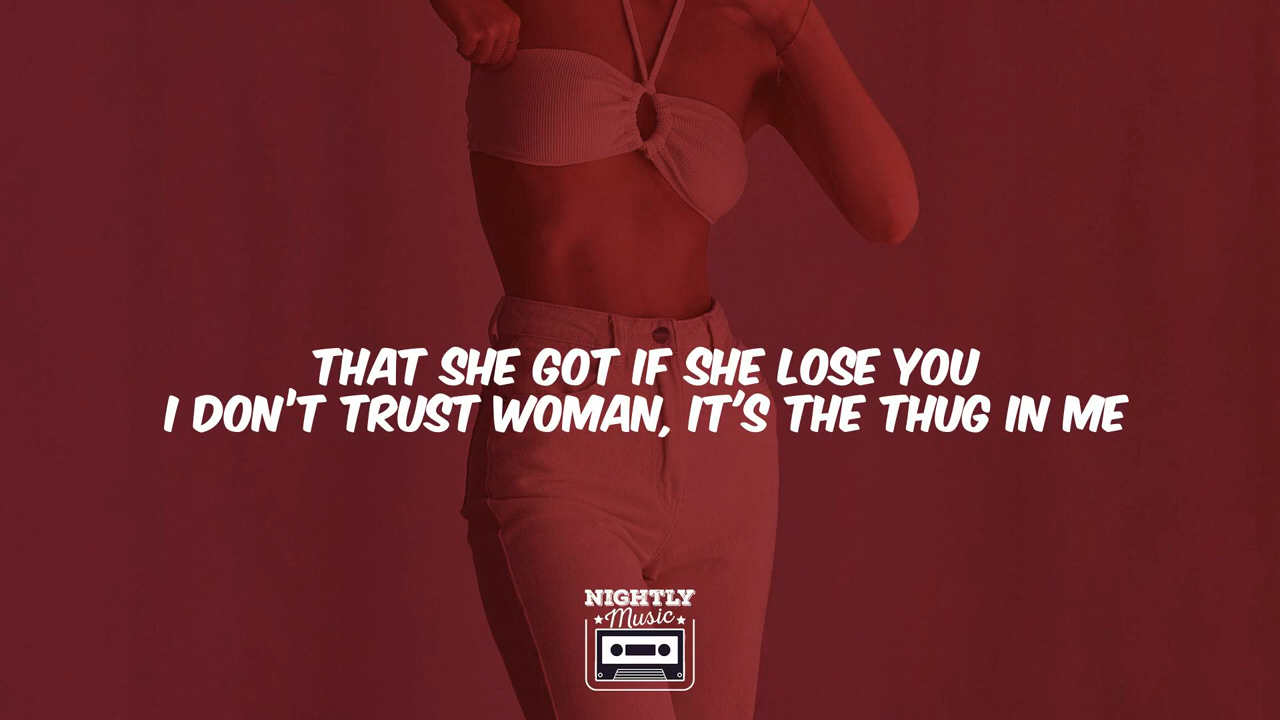 THAT SHE GOT IF SHE LOSE YOU
I DON'T TRUST WOMAN, IT'S THE THUG IN ME
NIGHTLY
Music